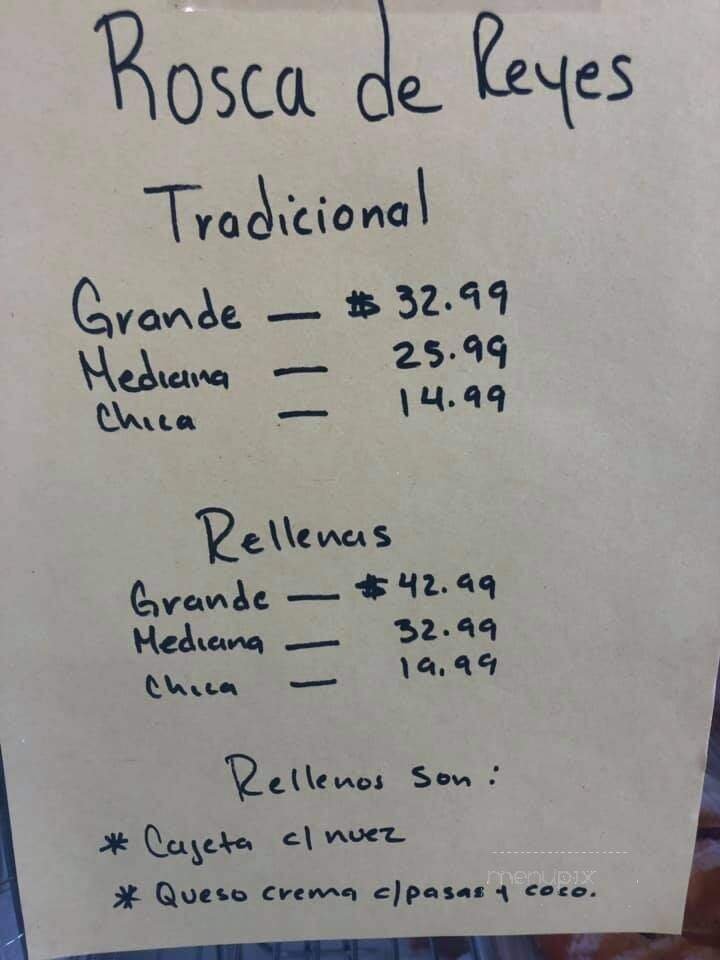 Rosca de Reyes
Tradicional
Grande — $ 32.99
Mediana — 25.99
Chica — 14.99
Rellenas
Grande — $ 42.99
Mediana — 32.99
Chica — 19.99
Rellenos son:
* Cajeta c/ nuez
* Queso crema c/pasas y coco.
menupix